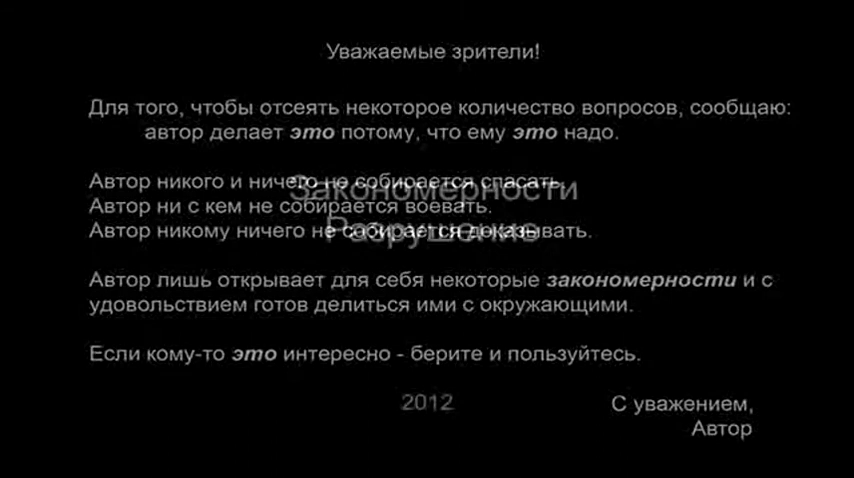 Уважаемые зрители!
Для того, чтобы отсеять некоторое количество вопросов, сообщаю:
автор делает это потому, что ему это надо.
Автор никого и ничего не собирается спасать.
Закономерности
Автор ни с кем не собирается воевать.
Автор никому ничего не собирается доказывать.
Разрушение
Автор лишь открывает для себя некоторые закономерности и с
удовольствием готов делиться ими с окружающими.
Если кому-то это интересно - берите и пользуйтесь.
2012
С уважением,
Автор